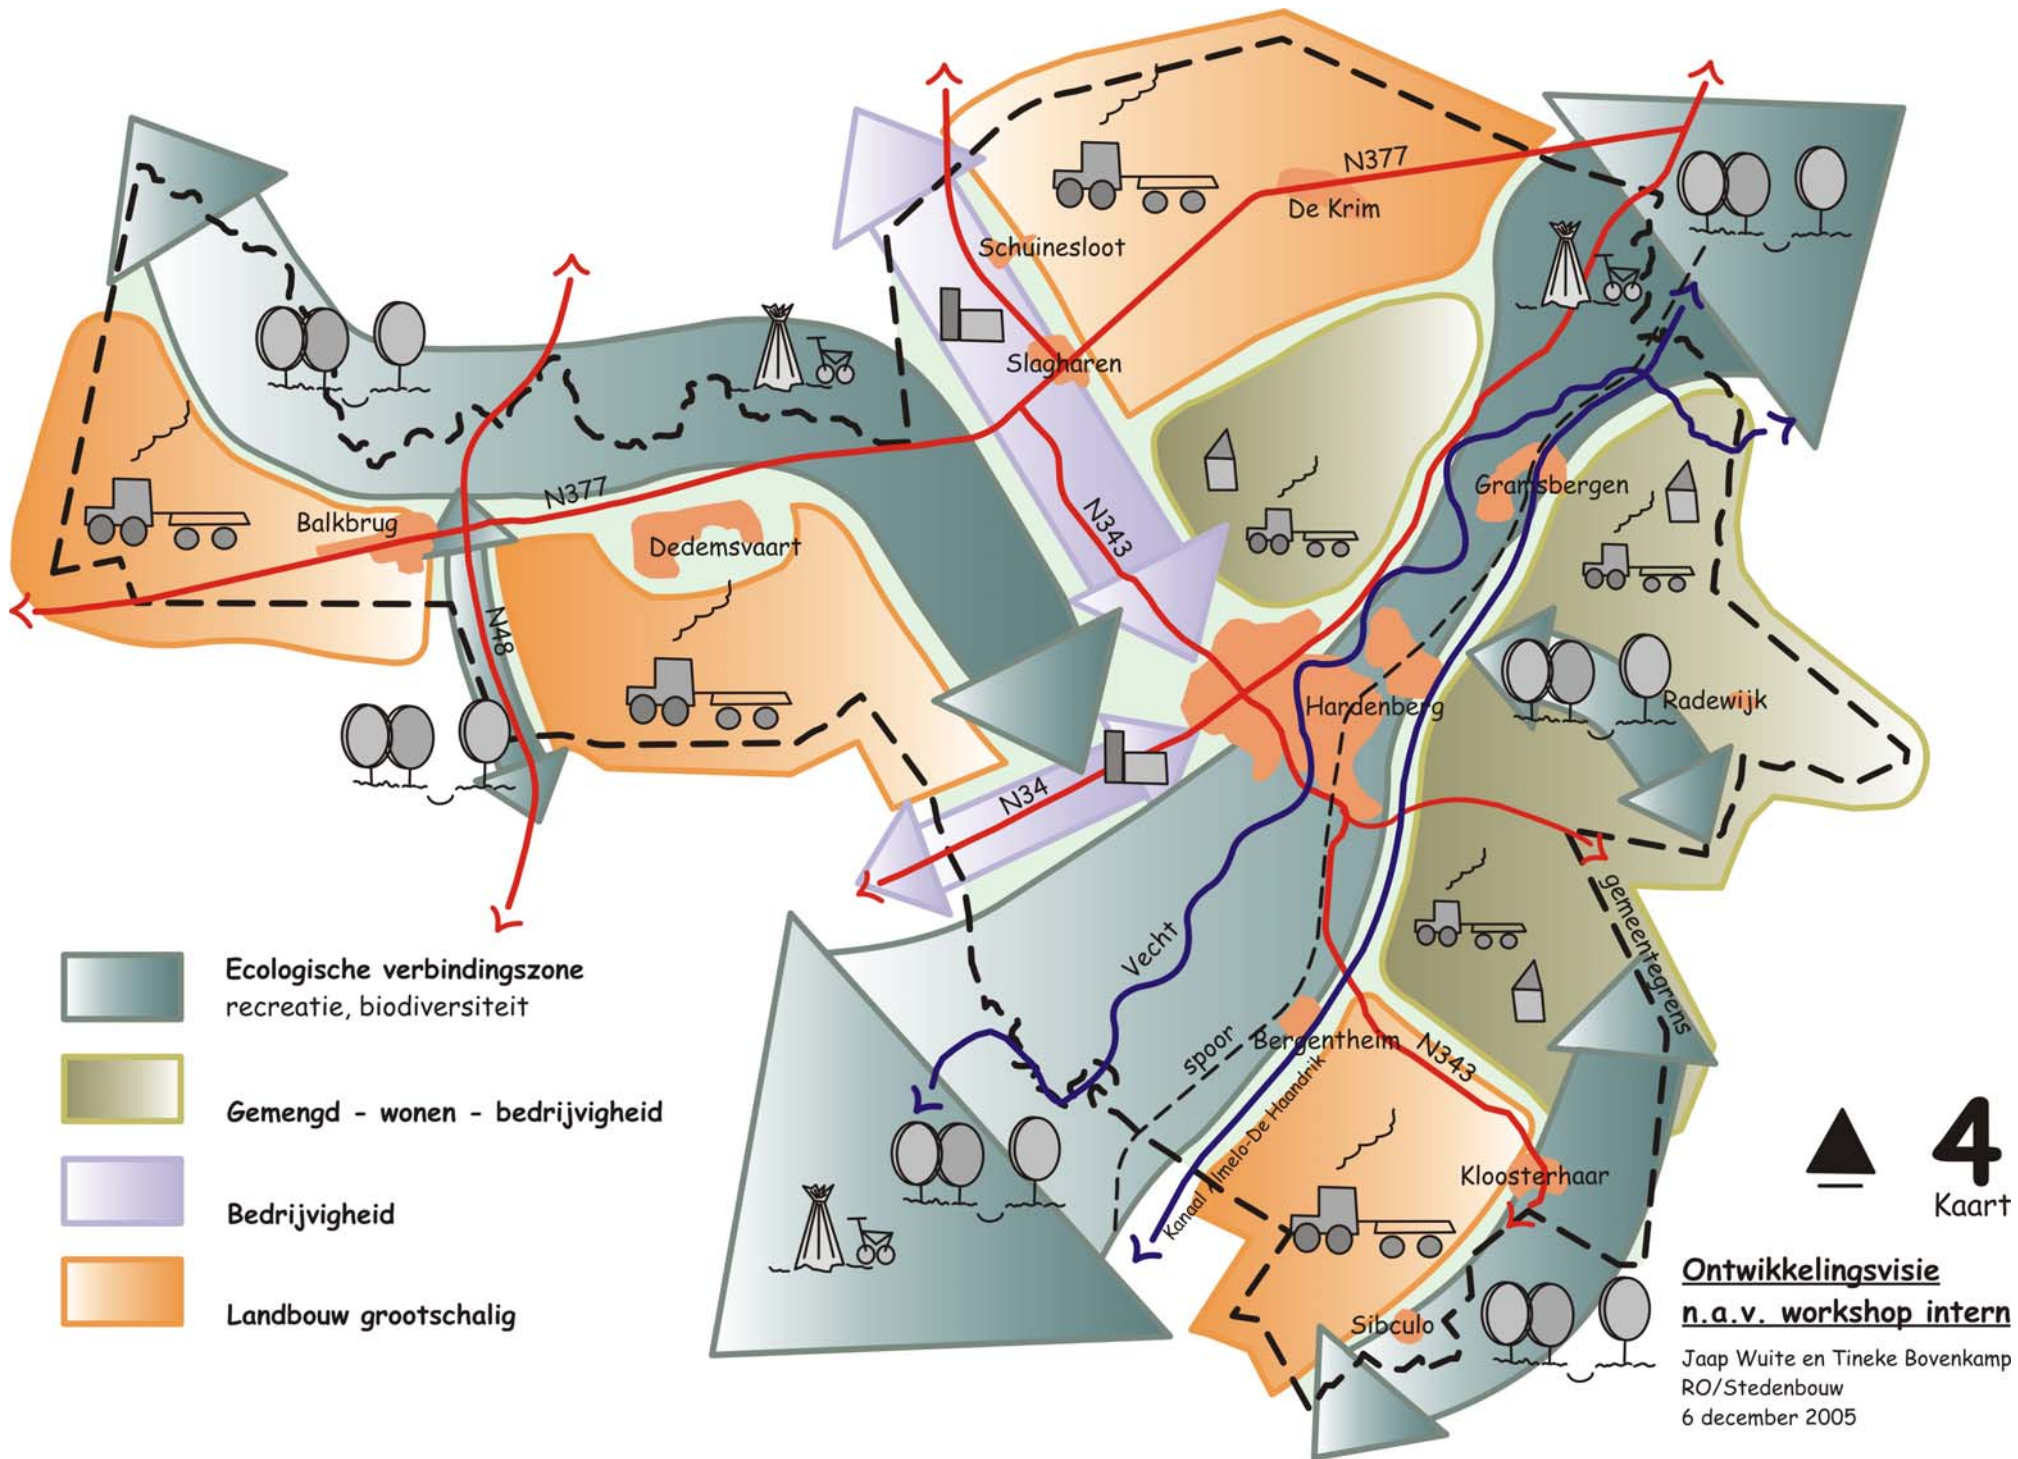 N377
De Krim
Schuinesloot
Slagharen
N377
Balkbrug
Dedemsvaart
N343
Gramsbergen
N48
Radewijk
Hardenberg
N34
gemeentegrens
Vecht
spoor
Bergentheim
N343
Kanaal Almelo-De Haandrik
Kloosterhaar
Sibculo
Ecologische verbindingszone
recreatie, biodiversiteit
Gemengd - wonen - bedrijvigheid
Bedrijvigheid
Landbouw grootschalig
4
Kaart
Ontwikkelingsvisie
n.a.v. workshop intern
Jaap Wuite en Tineke Bovenkamp
RO/Stedenbouw
6 december 2005